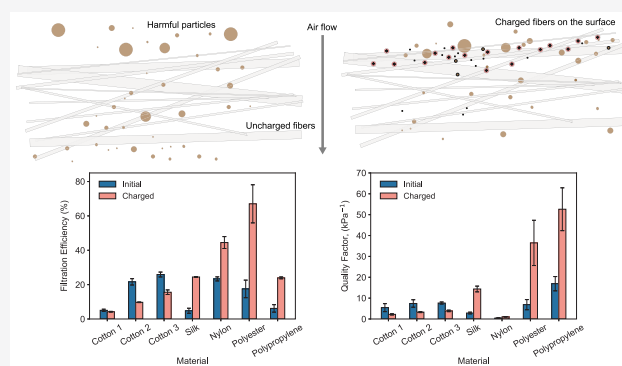 Harmful particles
Air flow
Charged fibers on the surface
Uncharged fibers
80
60
40
20
0
Filtration Efficiency (%)
Initial
Charged
Cotton 1
Cotton 2
Cotton 3
Silk
Nylon
Polyester
Polypropylene
Material
70
60
50
40
30
20
10
0
Quality Factor, (kPa⁻¹)
Initial
Charged
Cotton 1
Cotton 2
Cotton 3
Silk
Nylon
Polyester
Polypropylene
Material